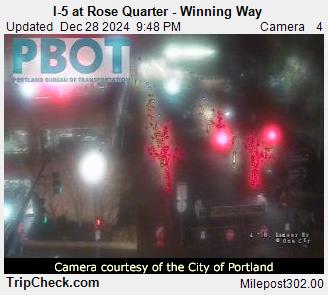 I-5 at Rose Quarter - Winning Way
Updated Dec 28 2024 9:48 PM Camera 4
PBOT
PORTLAND BUREAU OF TRANSPORTATION
Camera courtesy of the City of Portland
TripCheck.com Milepost302.00